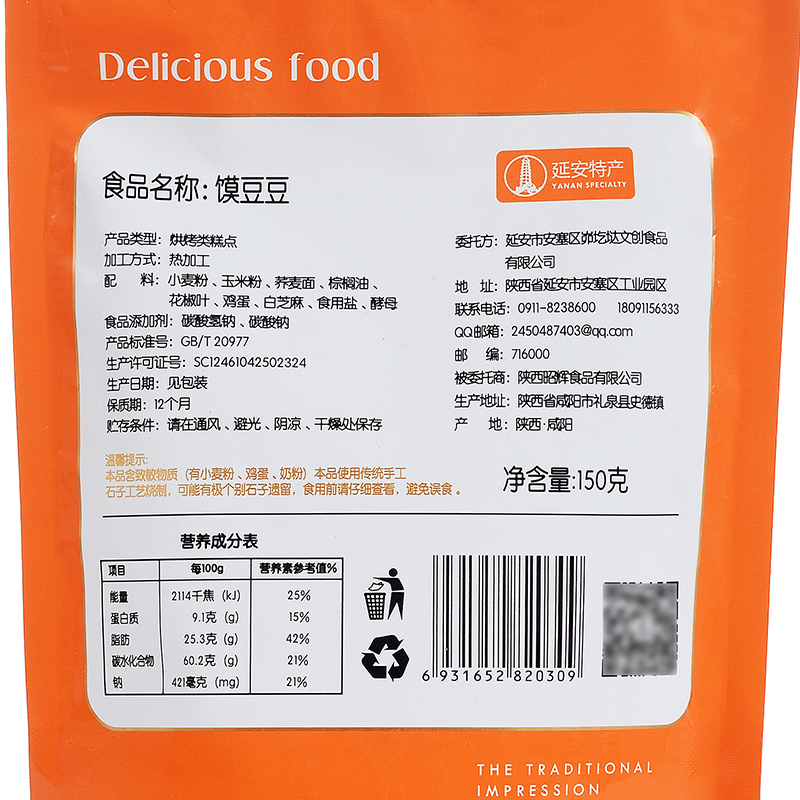 Delicious food
食品名称: 馍豆豆
延安特产
YANAN SPECIALTY
产品类型: 烘烤类糕点
加工方式: 热加工
配 料: 小麦粉、玉米粉、荞麦面、棕榈油、
花椒叶、鸡蛋、白芝麻、食用盐、酵母
食品添加剂: 碳酸氢钠、碳酸钠
产品标准号: GB/T 20977
生产许可证号: SC12461042502324
生产日期: 见包装
保质期: 12个月
贮存条件: 请在通风、避光、阴凉、干燥处保存
委托方: 延安市安塞区峁圪垯文创食品
有限公司
地 址: 陕西省延安市安塞区工业园区
联系电话: 0911-8238600 18091156333
QQ邮箱: 2450487403@qq.com
邮 编: 716000
被委托商: 陕西昭辉食品有限公司
生产地址: 陕西省咸阳市礼泉县史德镇
产 地: 陕西·咸阳
温馨提示:
本品含致敏物质（有小麦粉、鸡蛋、奶粉）本品使用传统手工
石子工艺烧制，可能有极个别石子遗留，食用前请仔细查看，避免误食。
净含量:150克
营养成分表
项目 每100g 营养素参考值%
能量 2114千焦 (kJ) 25%
蛋白质 9.1克 (g) 15%
脂肪 25.3克 (g) 42%
碳水化合物 60.2克 (g) 21%
钠 421毫克 (mg) 21%
6 931652 820309
THE TRADITIONAL
IMPRESSION